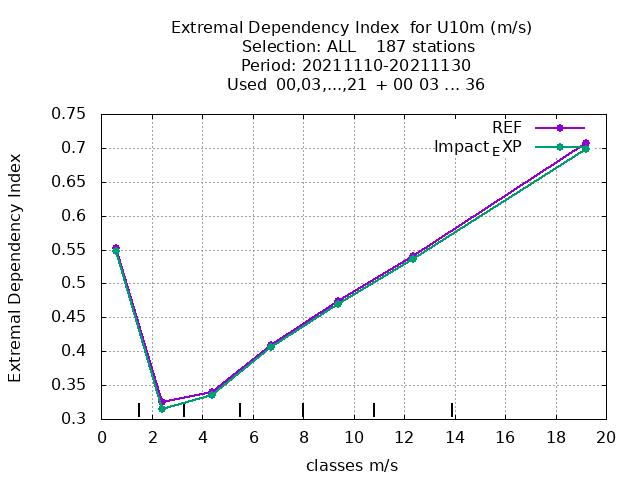 Extremal Dependency Index  for U10m (m/s)
Selection: ALL    187 stations
Period: 20211110-20211130
Used  00,03,...,21  + 00 03 ... 36
REF
Impact_EXP
Extremal Dependency Index
0.75
0.7
0.65
0.6
0.55
0.5
0.45
0.4
0.35
0.3
0 2 4 6 8 10 12 14 16 18 20
classes m/s